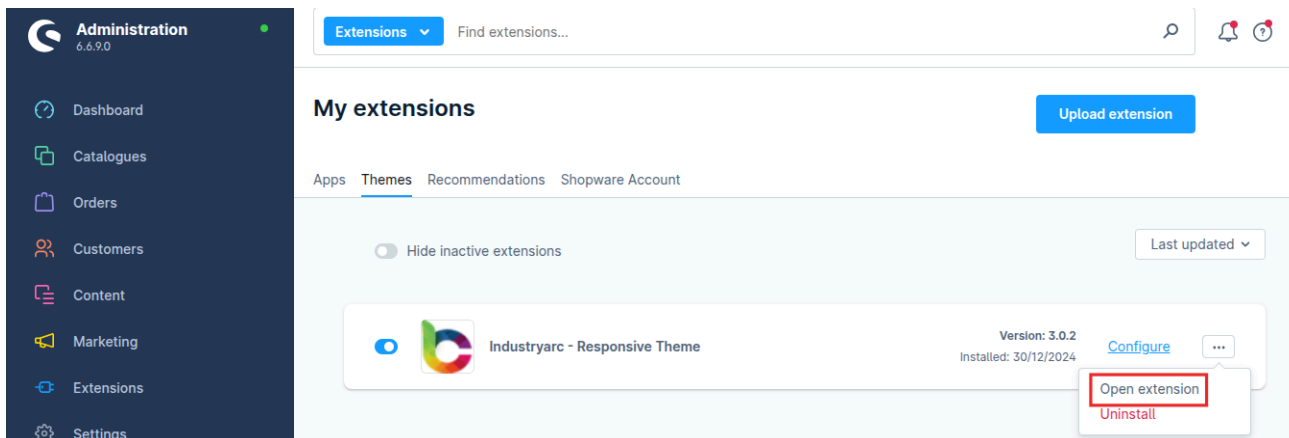 Administration
6.6.9.0
Extensions
Find extensions...
Dashboard
Catalogues
Orders
Customers
Content
Marketing
Extensions
Settings
My extensions
Upload extension
Apps Themes Recommendations Shopware Account
Hide inactive extensions
Last updated
Industryarc - Responsive Theme
Version: 3.0.2
Installed: 30/12/2024
Configure
...
Open extension
Uninstall